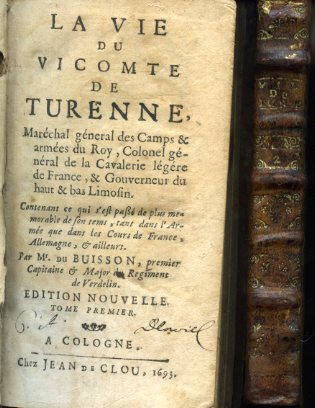 LA VIE
DU
VICOMTE
DE
TURENNE,
Maréchal géneral des Camps &
armées du Roy, Colonel gé-
néral de la Cavalerie légére
de France, & Gouverneur du
haut & bas Limosin.
Contenant ce qui s'est passé de plus me-
morable de son tems, tant dans l'Ar-
mée que dans les Cours de France,
Allemagne, & ailleurs.
Par Mr. DU BUISSON, premier
Capitaine & Major du Regiment
de Verdelin.
EDITION NOUVELLE.
TOME PREMIER.
A COLOGNE,
Chez JEAN DE CLOU, 1693.